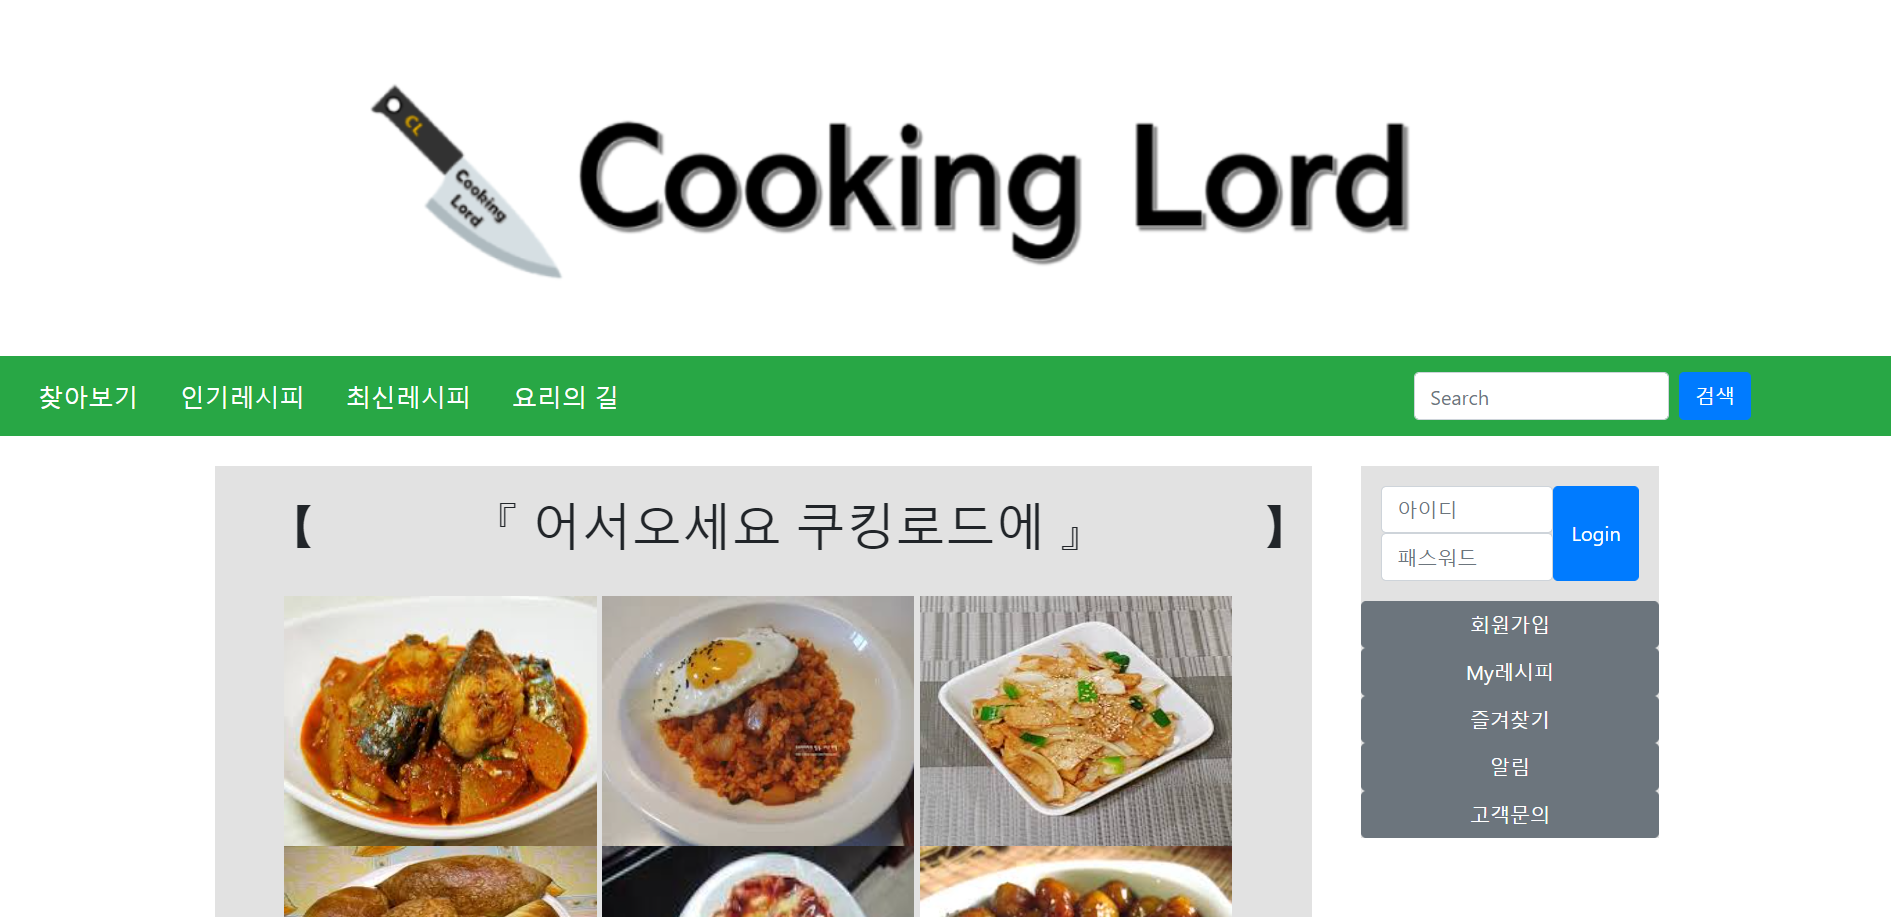 CL
Cooking
Lord
Cooking Lord
찾아보기 인기레시피 최신레시피 요리의 길 Search 검색
【 『 어서오세요 쿠킹로드에 』 】
아이디
패스워드
Login
회원가입
My레시피
즐겨찾기
알림
고객문의